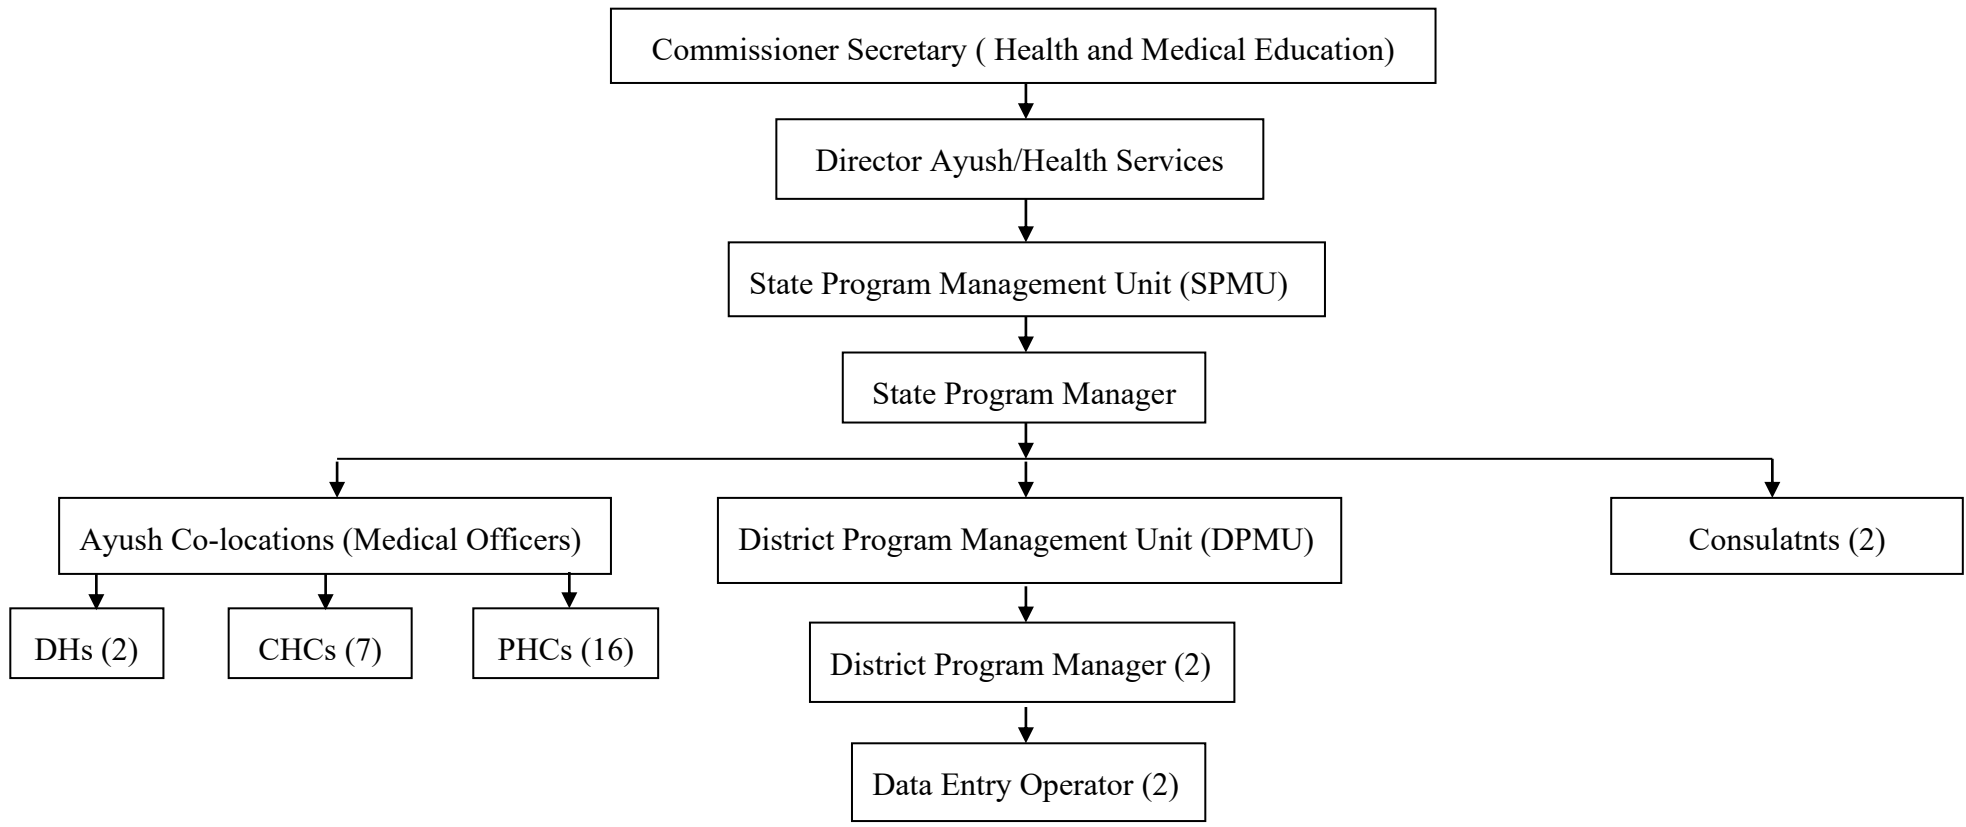 Commissioner Secretary ( Health and Medical Education)
Director Ayush/Health Services
State Program Management Unit (SPMU)
State Program Manager
Ayush Co-locations (Medical Officers)
District Program Management Unit (DPMU)
Consulatnts (2)
DHs (2)
CHCs (7)
PHCs (16)
District Program Manager (2)
Data Entry Operator (2)